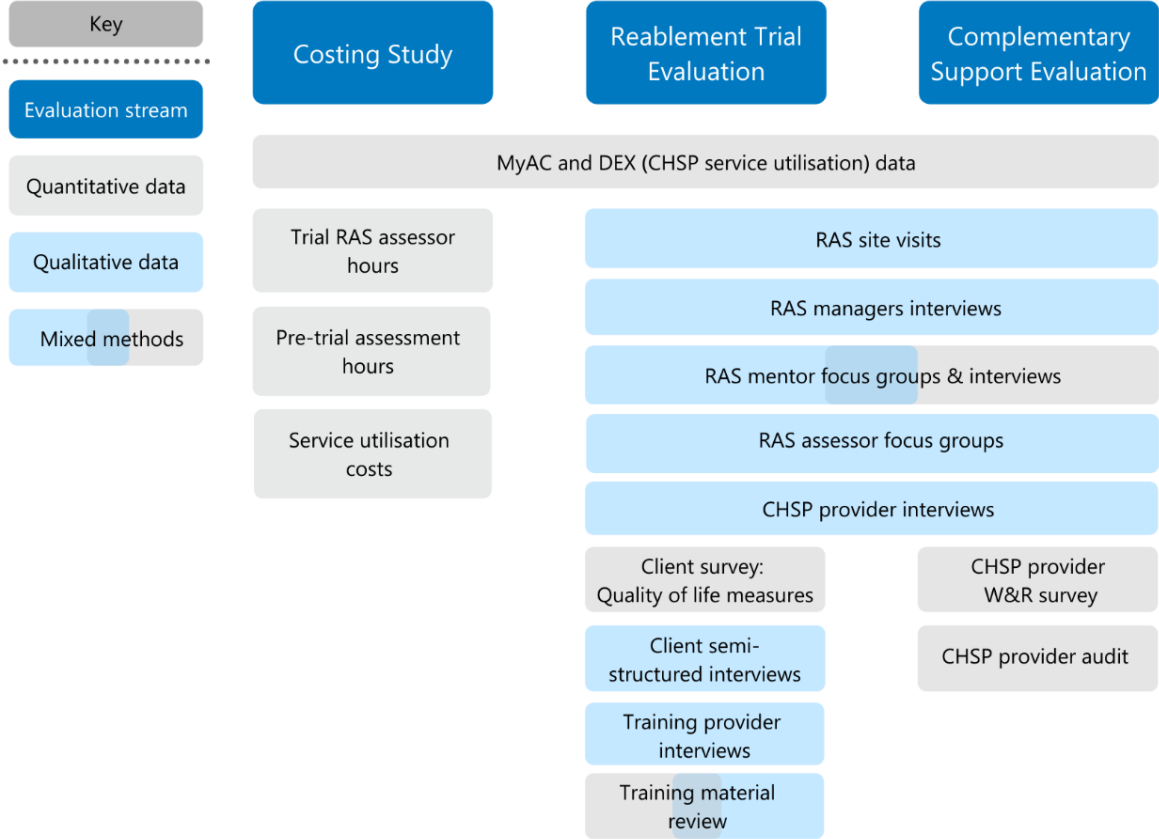 Key
Evaluation stream
Quantitative data
Qualitative data
Mixed methods
Costing Study
Reablement Trial
Evaluation
Complementary
Support Evaluation
MyAC and DEX (CHSP service utilisation) data
Trial RAS assessor
hours
Pre-trial assessment
hours
Service utilisation
costs
RAS site visits
RAS managers interviews
RAS mentor focus groups & interviews
RAS assessor focus groups
CHSP provider interviews
Client survey:
Quality of life measures
CHSP provider
W&R survey
Client semi-
structured interviews
CHSP provider audit
Training provider
interviews
Training material
review